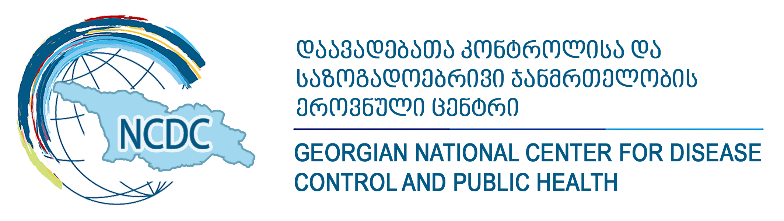 NCDC
დაავადებათა კონტროლისა და
საზოგადოებრივი ჯანმრთელობის
ეროვნული ცენტრი
GEORGIAN NATIONAL CENTER FOR DISEASE
CONTROL AND PUBLIC HEALTH